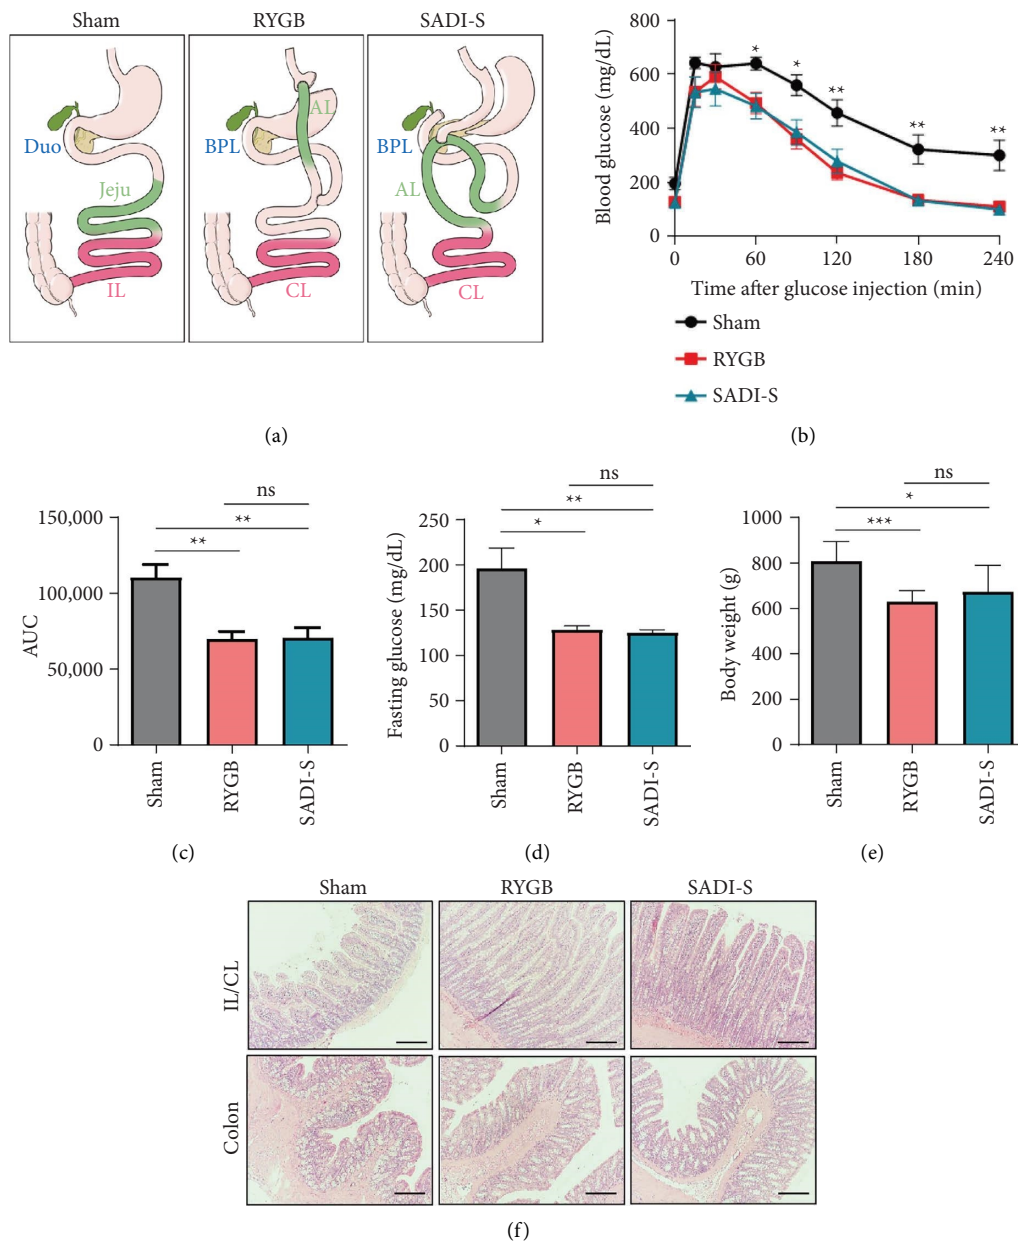 Sham RYGB SADI-S
Duo
Jeju
IL
BPL
AL
CL
BPL
AL
CL
(a)
Blood glucose (mg/dL)
800
600
400
200
0
* * ** ** **
0 60 120 180 240
Time after glucose injection (min)
Sham
RYGB
SADI-S
(b)
AUC
150,000
100,000
50,000
0
ns
**
**
Sham RYGB SADI-S
(c)
Fasting glucose (mg/dL)
250
200
150
100
50
0
ns
**
*
Sham RYGB SADI-S
(d)
Body weight (g)
1000
800
600
400
200
0
ns
*
***
Sham RYGB SADI-S
(e)
Sham RYGB SADI-S
IL/CL
Colon
(f)